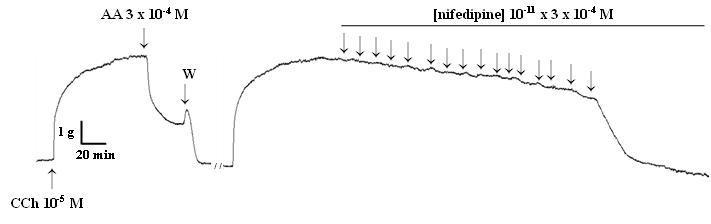 AA 3 x 10⁻⁴ M
[nifedipine] 10⁻¹¹ x 3 x 10⁻⁴ M
W
1 g
20 min
//
CCh 10⁻⁵ M